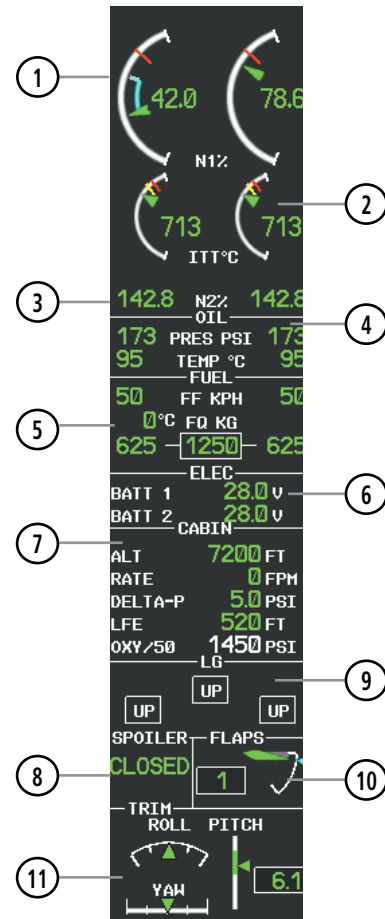 1
42.0 78.6
N1%
2
713 713
ITT°C
3
142.8 N2% 142.8
OIL
4
173 PRES PSI 173
95 TEMP °C 95
FUEL
50 FF KPH 50
5
0°C FQ KG
625 1250 625
ELEC
BATT 1 28.0 V
6
BATT 2 28.0 V
CABIN
7
ALT 7200 FT
RATE 0 FPM
DELTA-P 5.0 PSI
LFE 520 FT
OXY/50 1450 PSI
LG
9
UP
UP UP
SPOILER FLAPS
8
CLOSED
1
10
TRIM
ROLL PITCH
11
6.1
YAW